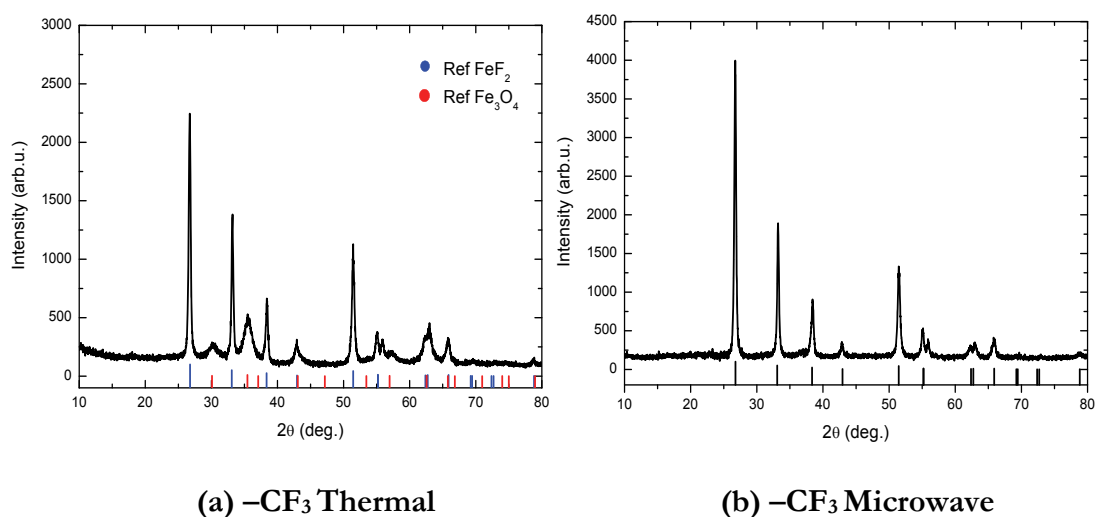 3000
2500
2000
1500
1000
500
0
Intensity (arb.u.)
Ref FeF₂
Ref Fe₃O₄
10 20 30 40 50 60 70 80
2θ (deg.)
(a) –CF₃ Thermal
4500
4000
3500
3000
2500
2000
1500
1000
500
0
Intensity (arb.u.)
10 20 30 40 50 60 70 80
2θ (deg.)
(b) –CF₃ Microwave